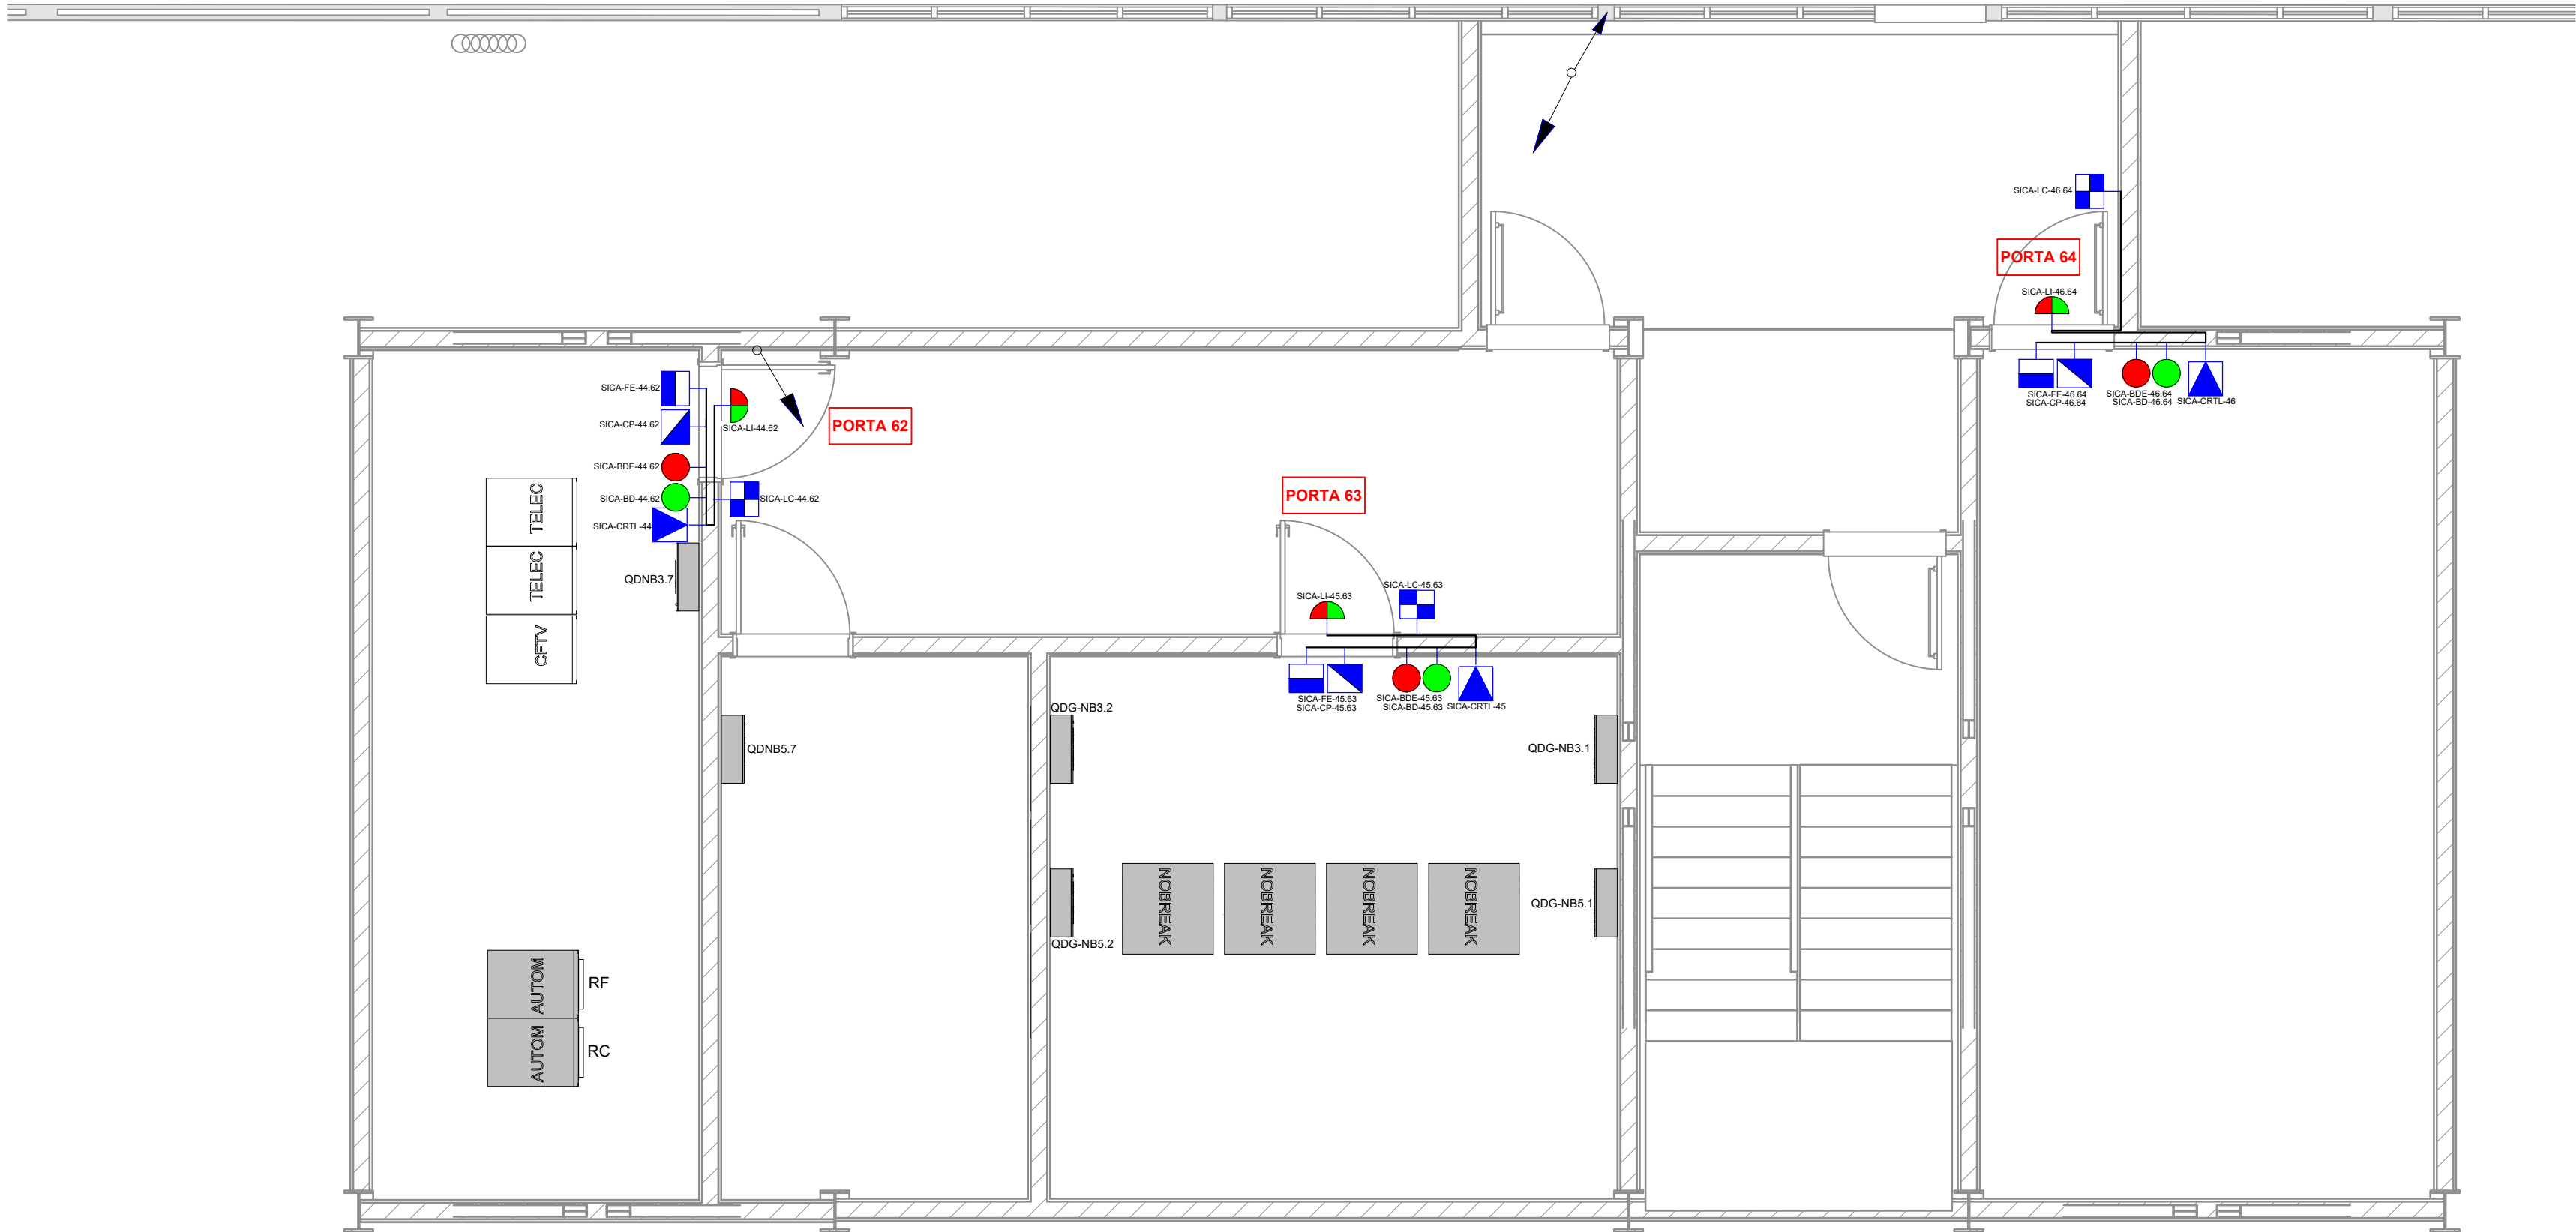 SICA-LC-46.64
PORTA 64
SICA-LI-46.64
SICA-FE-46.64
SICA-CP-46.64
SICA-BDE-46.64
SICA-BD-46.64
SICA-CRTL-46
SICA-FE-44.62
SICA-CP-44.62
SICA-LI-44.62
PORTA 62
SICA-BDE-44.62
SICA-BD-44.62
SICA-LC-44.62
SICA-CRTL-44
TELEC
TELEC
CFTV
QDNB3.7
PORTA 63
SICA-LC-45.63
SICA-LI-45.63
SICA-FE-45.63
SICA-CP-45.63
SICA-BDE-45.63
SICA-BD-45.63
SICA-CRTL-45
QDG-NB3.2
QDNB5.7
QDG-NB3.1
NOBREAK
NOBREAK
NOBREAK
NOBREAK
QDG-NB5.1
QDG-NB5.2
AUTOM
RF
AUTOM
RC